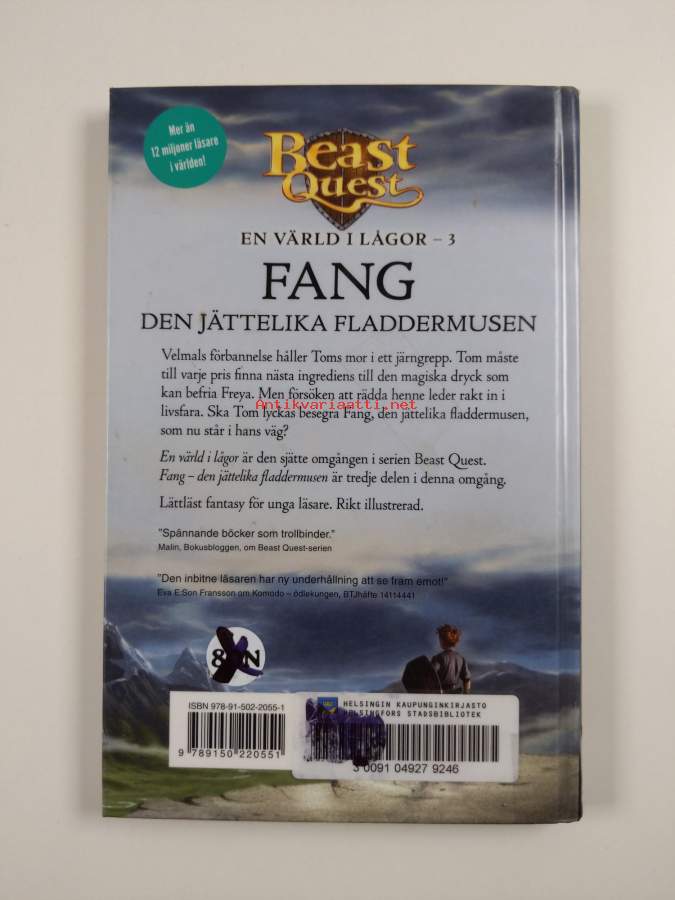 Mer än
12 miljoner läsare
i världen!
Beast
Quest
EN VÄRLD I LÅGOR – 3
FANG
DEN JÄTTELIKA FLADDERMUSEN
Velmals förbannelse håller Toms mor i ett järngrepp. Tom måste
till varje pris finna nästa ingrediens till den magiska dryck som
kan befria Freya. Men försöken att rädda henne leder rakt in i
livsfara. Ska Tom lyckas besegra Fang, den jättelika fladdermusen,
som nu står i hans väg?
Antikvariaatti.net
En värld i lågor är den sjätte omgången i serien Beast Quest.
Fang – den jättelika fladdermusen är tredje delen i denna omgång.
Lättläst fantasy för unga läsare. Rikt illustrerad.
"Spännande böcker som trollbinder."
Malin, Bokusbloggen, om Beast Quest-serien
"Den inbitne läsaren har ny underhållning att se fram emot!"
Eva E:Son Fransson om Komodo – ödlekungen, BTJhäfte 14114441
ISBN 978-91-502-2055-1
9 789150 220551
HELSINGIN KAUPUNGINKIRJASTO
HELSINGFORS STADSBIBLIOTEK
3 0091 04927 9246